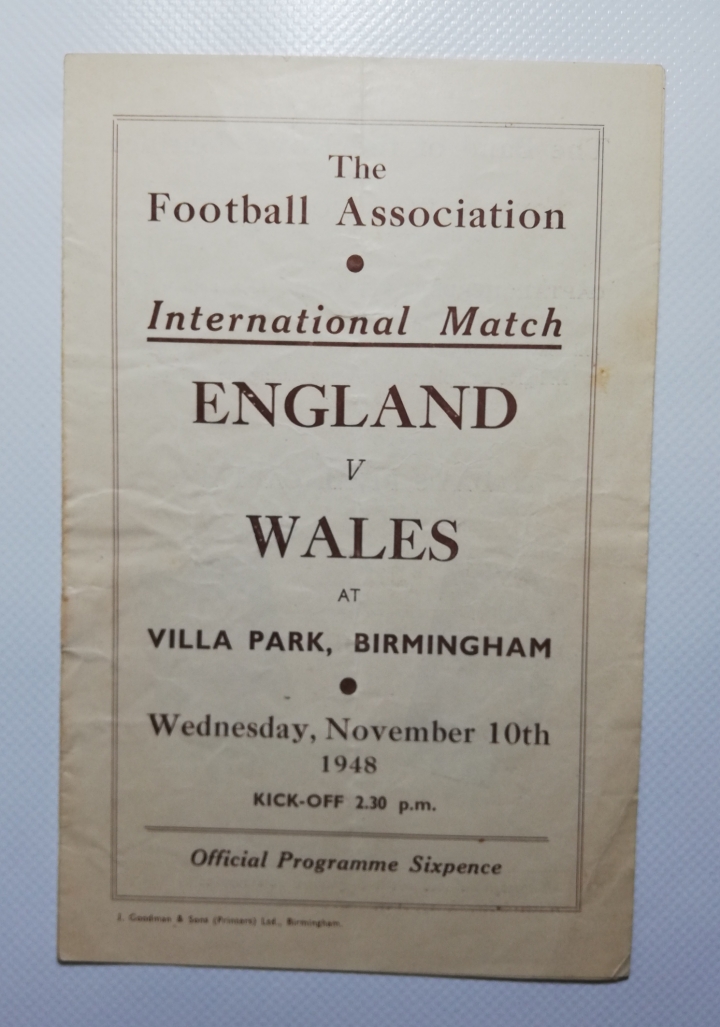 The
Football Association
International Match
ENGLAND
V
WALES
AT
VILLA PARK, BIRMINGHAM
Wednesday, November 10th
1948
KICK-OFF 2.30 p.m.
Official Programme Sixpence
J. Goodman & Sons (Printers) Ltd., Birmingham.